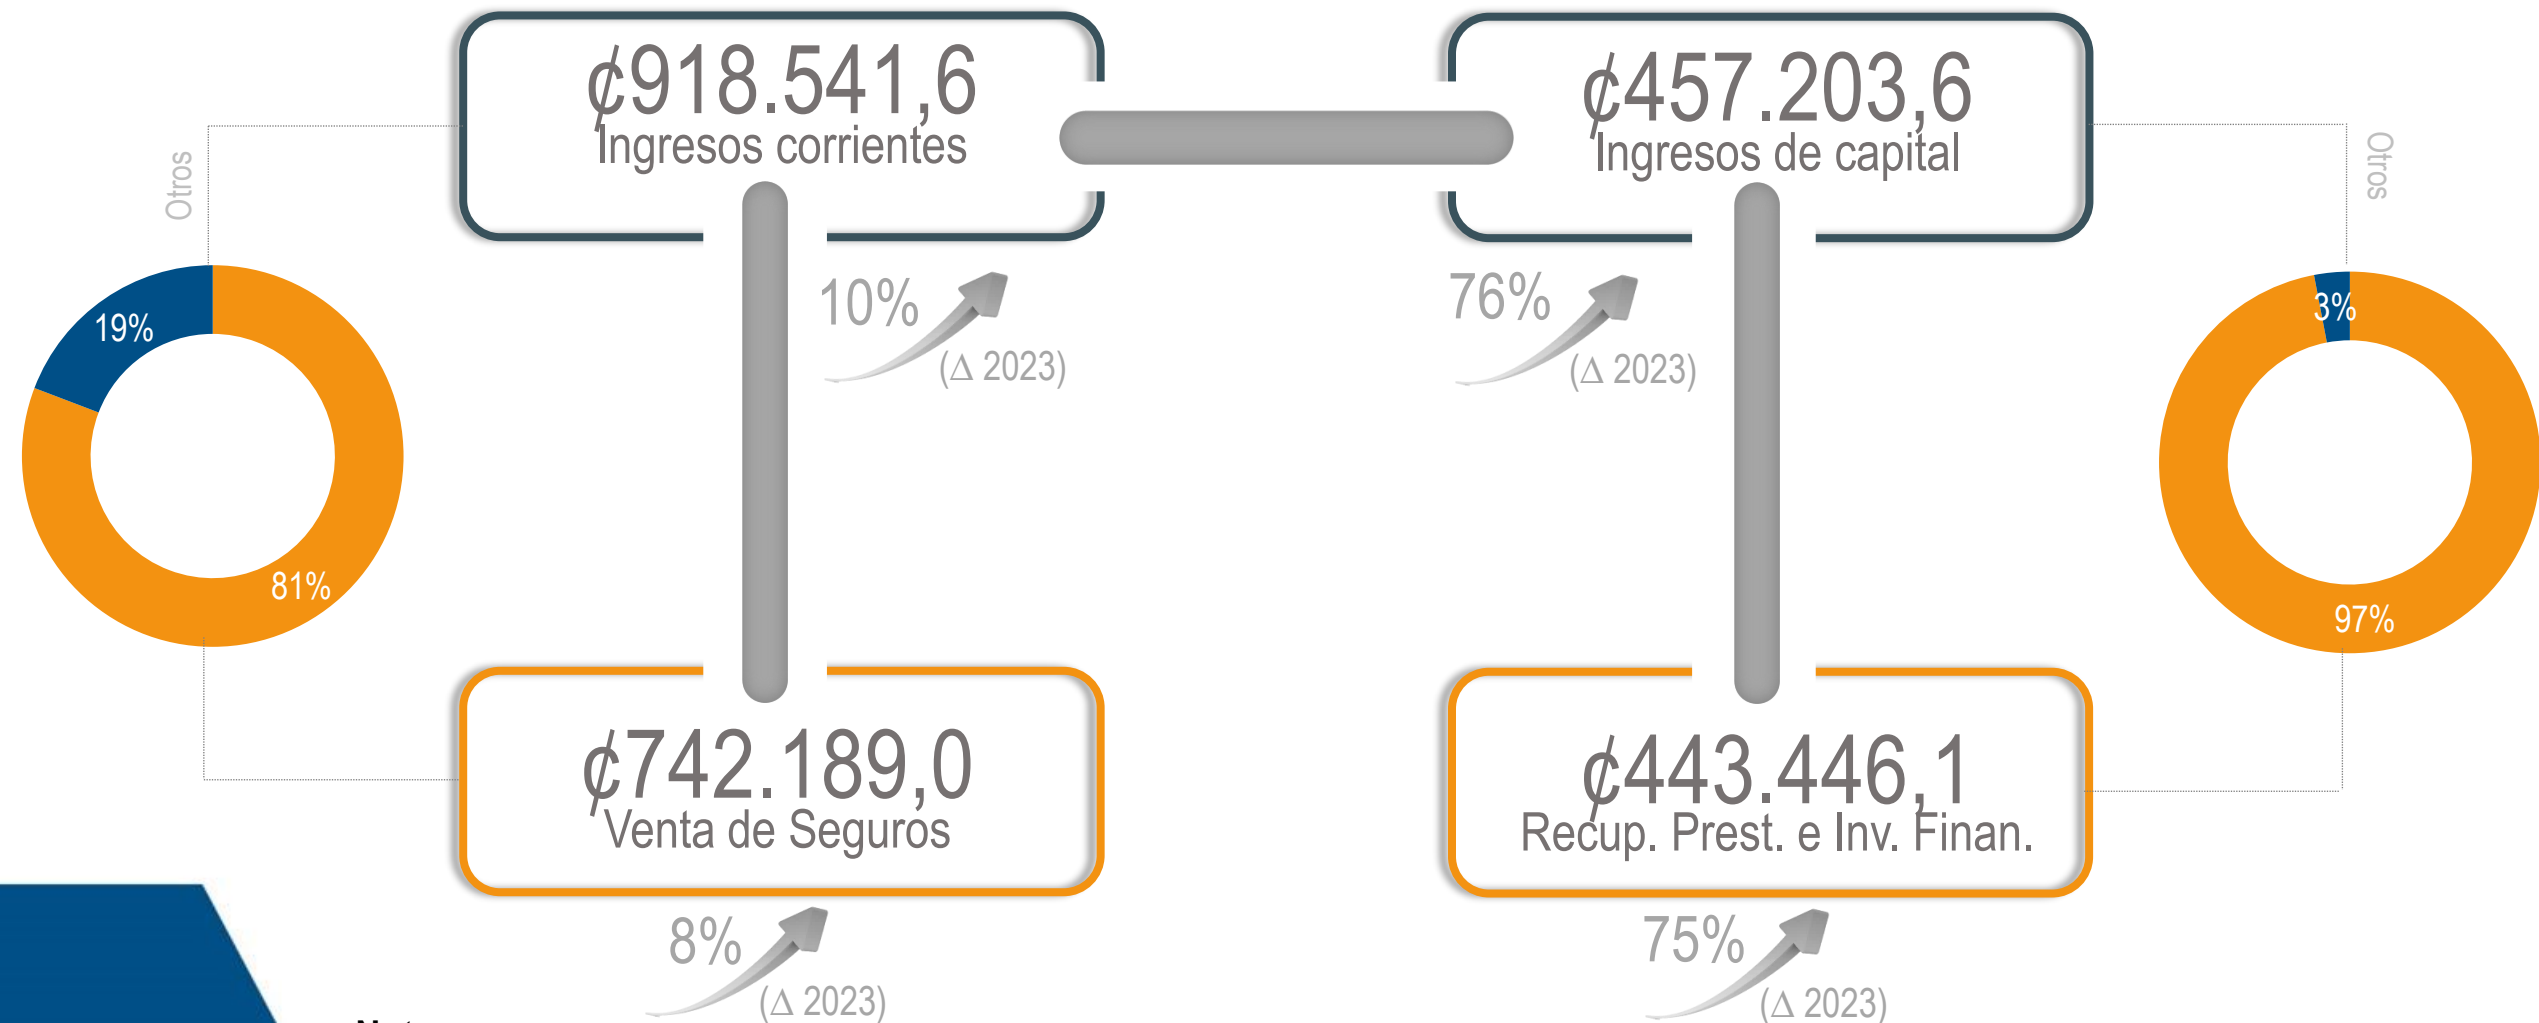 ₡918.541,6
Ingresos corrientes
₡457.203,6
Ingresos de capital
Otros
Otros
10%
(Δ 2023)
76%
(Δ 2023)
19%
81%
3%
97%
₡742.189,0
Venta de Seguros
₡443.446,1
Recup. Prest. e Inv. Finan.
8%
(Δ 2023)
75%
(Δ 2023)